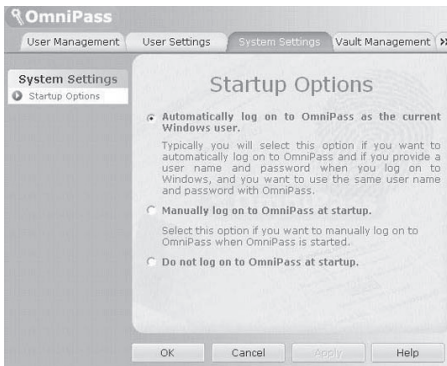 OmniPass
User Management
User Settings
System Settings
Vault Management
System Settings
Startup Options
Startup Options
Automatically log on to OmniPass as the current
Windows user.
Typically you will select this option if you want to
automatically log on to OmniPass and if you provide a
user name and password when you log on to
Windows, and you want to use the same user name
and password with OmniPass.
Manually log on to OmniPass at startup.
Select this option if you want to manually log on to
OmniPass when OmniPass is started.
Do not log on to OmniPass at startup.
OK
Cancel
Apply
Help